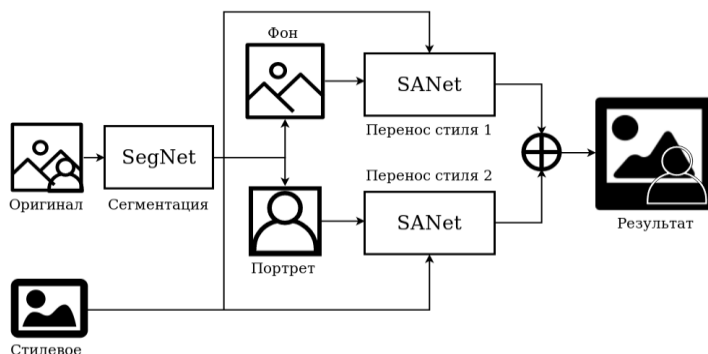 Фон
SANet
Перенос стиля 1
SegNet
Оригинал
Сегментация
Перенос стиля 2
SANet
Портрет
Результат
Стилевое